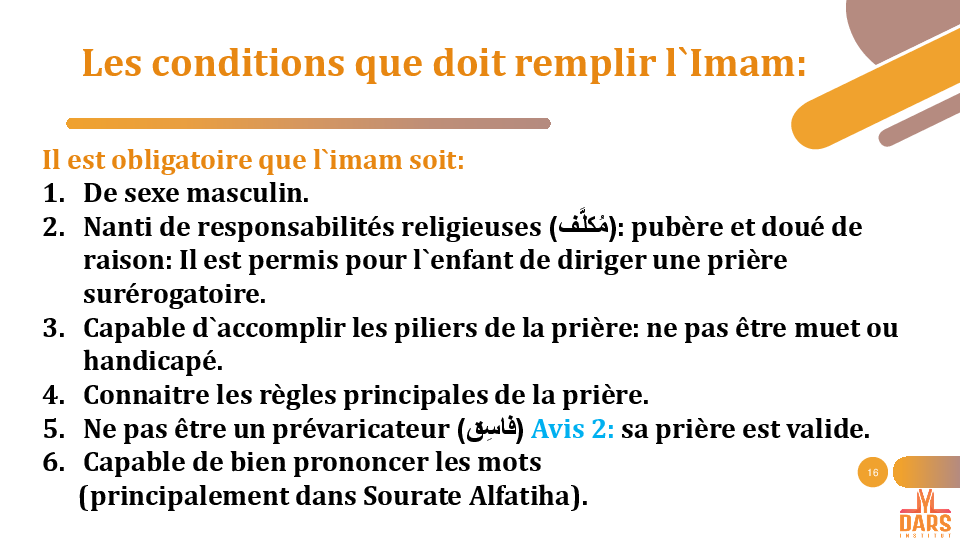 Les conditions que doit remplir l`Imam:
Il est obligatoire que l`imam soit:
1. De sexe masculin.
2. Nanti de responsabilités religieuses (مُكلَّف): pubère et doué de
raison: Il est permis pour l`enfant de diriger une prière
surérogatoire.
3. Capable d`accomplir les piliers de la prière: ne pas être muet ou
handicapé.
4. Connaitre les règles principales de la prière.
5. Ne pas être un prévaricateur (فاسِق) Avis 2: sa prière est valide.
6. Capable de bien prononcer les mots
(principalement dans Sourate Alfatiha).
16
DARS
INSTITUT